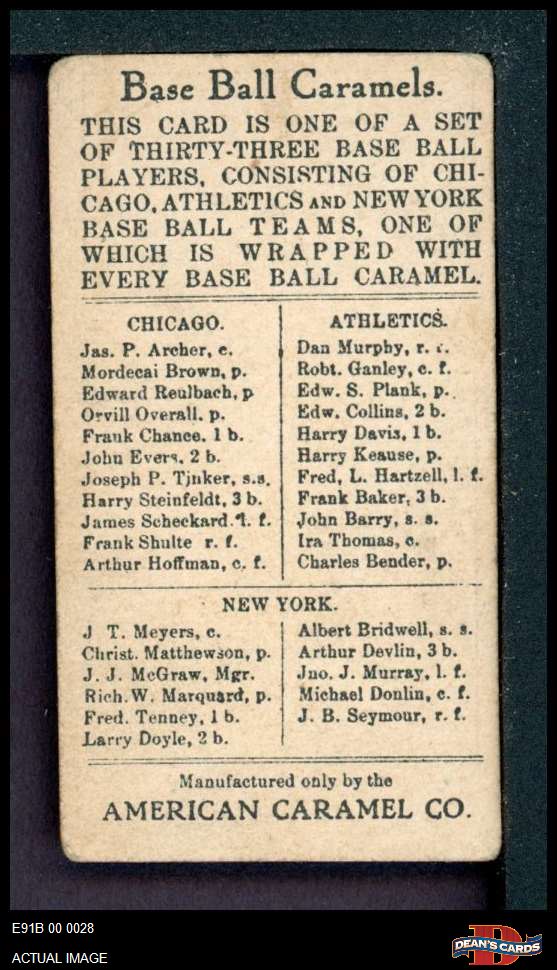 Base Ball Caramels.
THIS CARD IS ONE OF A SET
OF THIRTY-THREE BASE BALL
PLAYERS, CONSISTING OF CHI-
CAGO, ATHLETICS AND NEW YORK
BASE BALL TEAMS, ONE OF
WHICH IS WRAPPED WITH
EVERY BASE BALL CARAMEL.
CHICAGO.
Jas. P. Archer, c.
Mordecai Brown, p.
Edward Reulbach, p
Orvill Overall. p.
Frank Chance. 1 b.
John Evers, 2 b.
Joseph P. Tinker, s.s.
Harry Steinfeldt, 3 b.
James Scheckard. l. f.
Frank Shulte r. f.
Arthur Hoffman, c. f.
ATHLETICS.
Dan Murphy, r.
Robt. Ganley, c. f.
Edw. S. Plank, p.
Edw. Collins, 2 b.
Harry Davis, 1 b.
Harry Keause, p.
Fred, L. Hartzell, l. f.
Frank Baker, 3 b.
John Barry, s. s.
Ira Thomas, c.
Charles Bender, p.
NEW YORK.
J T. Meyers, c.
Christ. Matthewson, p.
J. J. McGraw, Mgr.
Rich. W. Marquard, p.
Fred. Tenney, 1 b.
Larry Doyle, 2 b.
Albert Bridwell, s. s.
Arthur Devlin, 3 b.
Jno. J. Murray, l. f.
Michael Donlin, c. f.
J. B. Seymour, r. f.
Manufactured only by the
AMERICAN CARAMEL CO.
E91B 00 0028
ACTUAL IMAGE
D
DEAN'S CARDS